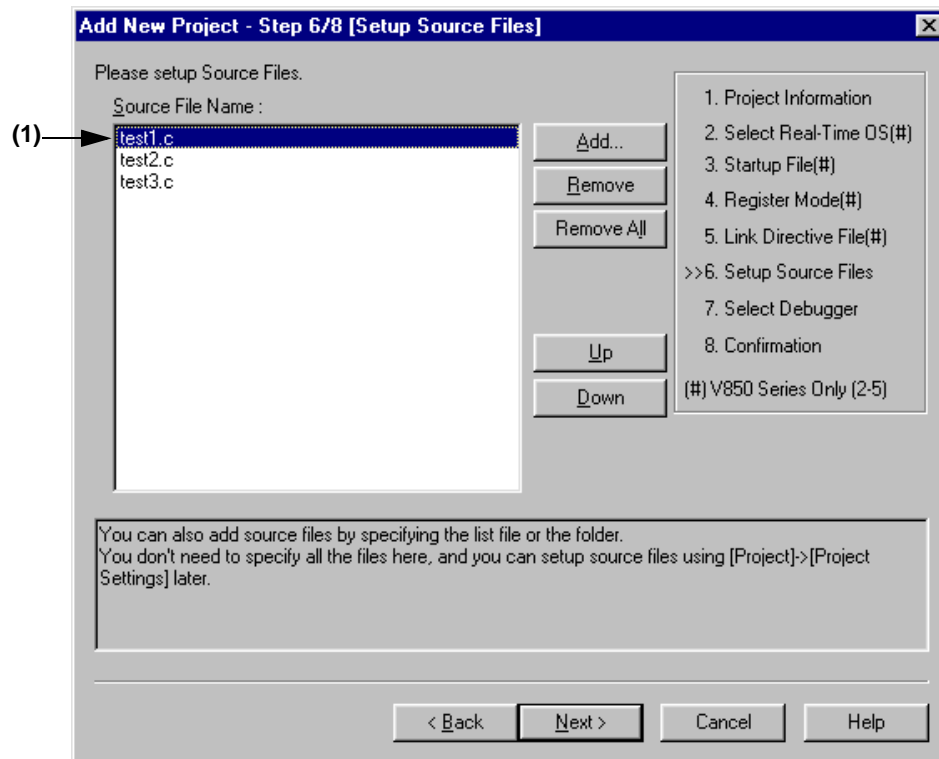 Add New Project - Step 6/8 [Setup Source Files]
Please setup Source Files.
Source File Name :
(1)
test1.c
test2.c
test3.c
Add...
Remove
Remove All
Up
Down
1. Project Information
2. Select Real-Time OS(#)
3. Startup File(#)
4. Register Mode(#)
5. Link Directive File(#)
>>6. Setup Source Files
7. Select Debugger
8. Confirmation
(#) V850 Series Only (2-5)
You can also add source files by specifying the list file or the folder.
You don't need to specify all the files here, and you can setup source files using [Project]->[Project
Settings] later.
< Back
Next >
Cancel
Help